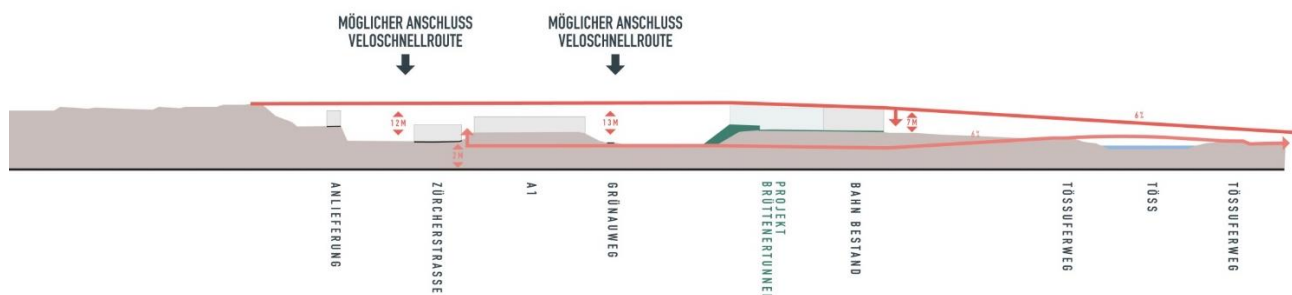 MÖGLICHER ANSCHLUSS
VELOSCHNELLROUTE
MÖGLICHER ANSCHLUSS
VELOSCHNELLROUTE
12M
13M
7M
6%
6%
2M
ANLIEFERUNG
ZÜRCHERSTRASSE
A1
GRÜNAUWEG
PROJEKT
BRÜTTENERTUNNEL
BAHN BESTAND
TÖSSUFERWEG
TÖSS
TÖSSUFERWEG